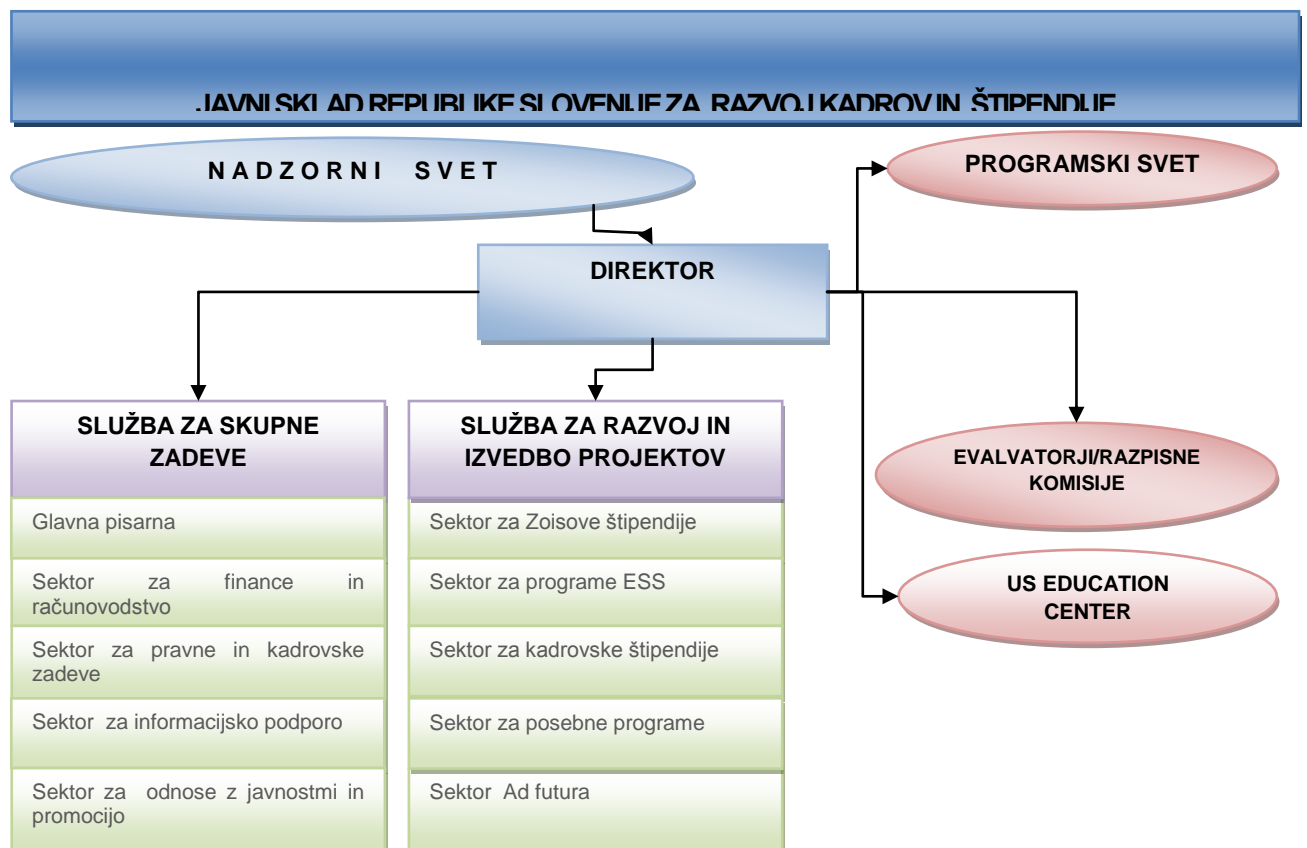 JAVNI SKLAD REPUBLIKE SLOVENIJE ZA RAZVOJ KADROV IN ŠTIPENDIJE
NADZORNI SVET
PROGRAMSKI SVET
DIREKTOR
SLUŽBA ZA SKUPNE
ZADEVE
Glavna pisarna
Sektor za finance in
računovodstvo
Sektor za pravne in kadrovske
zadeve
Sektor za informacijsko podporo
Sektor za odnose z javnostmi in
promocijo
SLUŽBA ZA RAZVOJ IN
IZVEDBO PROJEKTOV
Sektor za Zoisove štipendije
Sektor za programe ESS
Sektor za kadrovske štipendije
Sektor za posebne programe
Sektor Ad futura
EVALVATORJI/RAZPISNE
KOMISIJE
US EDUCATION
CENTER